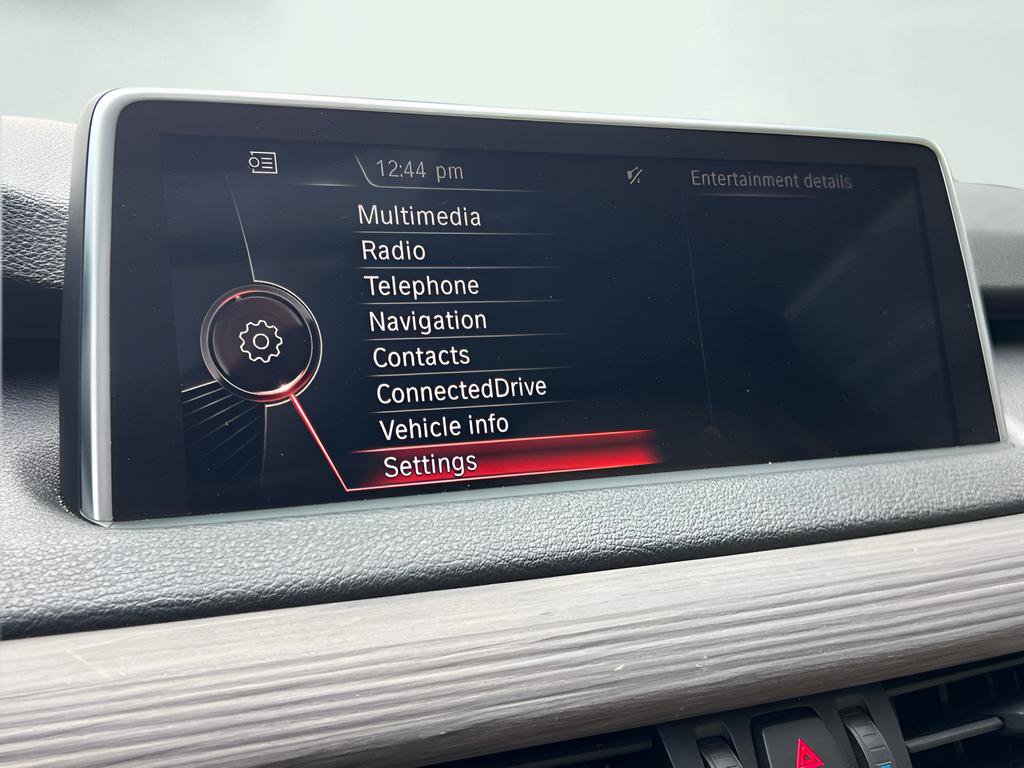 12:44 pm
Entertainment details
Multimedia
Radio
Telephone
Navigation
Contacts
ConnectedDrive
Vehicle info
Settings